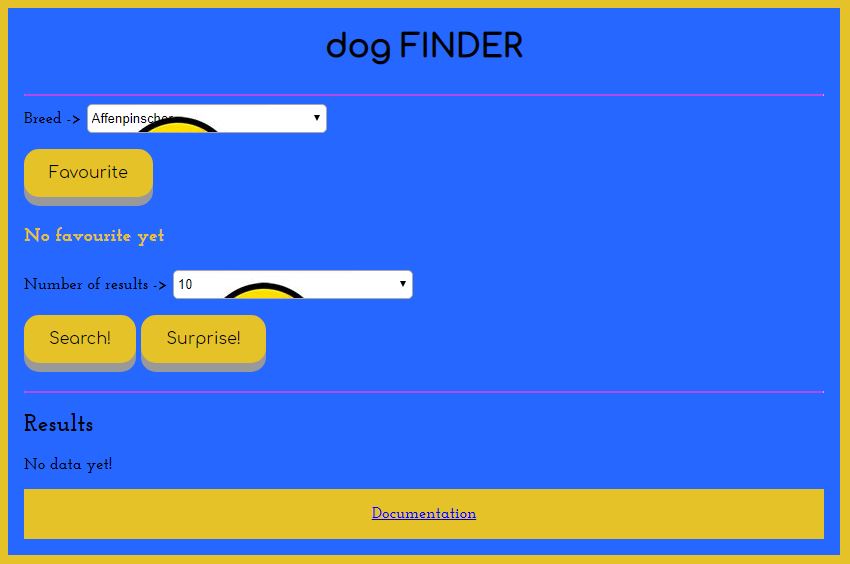 dog FINDER
Breed -> Affenpinscher
Favourite
No favourite yet
Number of results -> 10
Search! Surprise!
Results
No data yet!
Documentation